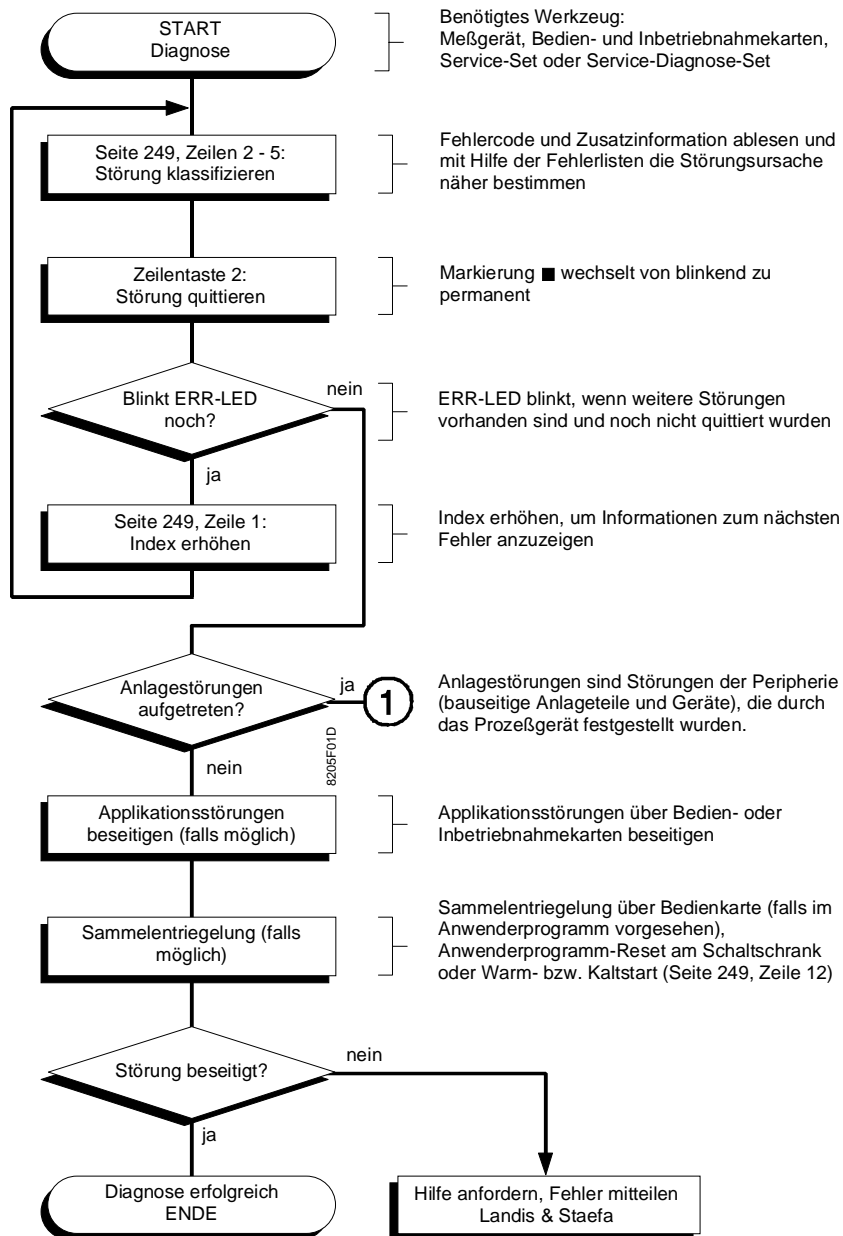 START
Diagnose
Benötigtes Werkzeug:
Meßgerät, Bedien- und Inbetriebnahmekarten,
Service-Set oder Service-Diagnose-Set
Seite 249, Zeilen 2 - 5:
Störung klassifizieren
Fehlercode und Zusatzinformation ablesen und
mit Hilfe der Fehlerlisten die Störungsursache
näher bestimmen
Zeilentaste 2:
Störung quittieren
Markierung ■ wechselt von blinkend zu
permanent
Blinkt ERR-LED
noch?
nein
ja
ERR-LED blinkt, wenn weitere Störungen
vorhanden sind und noch nicht quittiert wurden
Seite 249, Zeile 1:
Index erhöhen
Index erhöhen, um Informationen zum nächsten
Fehler anzuzeigen
Anlagestörungen
aufgetreten?
ja
1
nein
8205F01D
Anlagestörungen sind Störungen der Peripherie
(bauseitige Anlageteile und Geräte), die durch
das Prozeßgerät festgestellt wurden.
Applikationsstörungen
beseitigen (falls möglich)
Applikationsstörungen über Bedien- oder
Inbetriebnahmekarten beseitigen
Sammelentriegelung (falls
möglich)
Sammelentriegelung über Bedienkarte (falls im
Anwenderprogramm vorgesehen),
Anwenderprogramm-Reset am Schaltschrank
oder Warm- bzw. Kaltstart (Seite 249, Zeile 12)
Störung beseitigt?
nein
ja
Diagnose erfolgreich
ENDE
Hilfe anfordern, Fehler mitteilen
Landis & Staefa